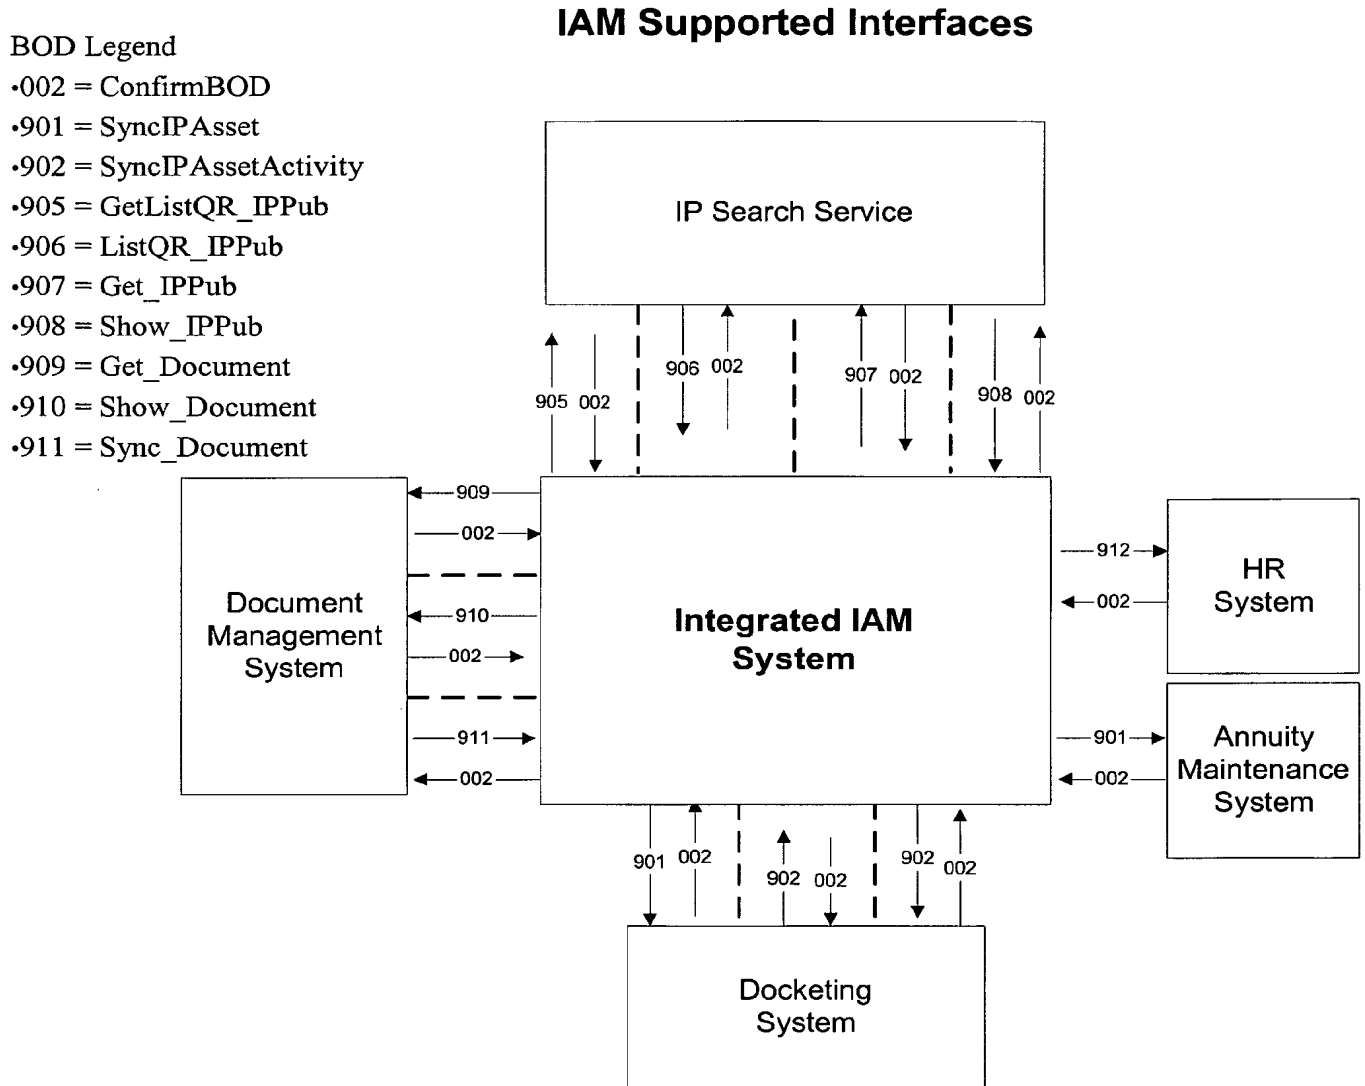 IAM Supported Interfaces
BOD Legend
•002 = ConfirmBOD
•901 = SyncIPAsset
•902 = SyncIPAssetActivity
•905 = GetListQR_IPPub
•906 = ListQR_IPPub
•907 = Get_IPPub
•908 = Show_IPPub
•909 = Get_Document
•910 = Show_Document
•911 = Sync_Document
IP Search Service
905
002
906
002
907
002
908
002
909
002
910
002
911
002
Document
Management
System
Integrated IAM
System
912
002
HR
System
901
002
Annuity
Maintenance
System
901
002
902
002
902
002
Docketing
System